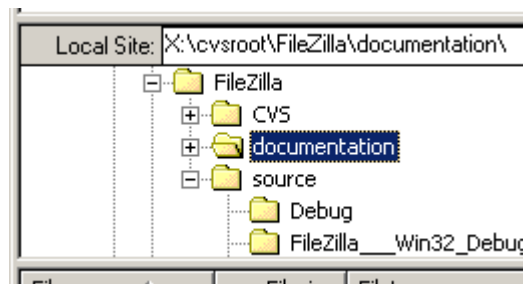 Local Site: X:\cvsroot\FileZilla\documentation\
FileZilla
CVS
documentation
source
Debug
FileZilla___Win32_Debug